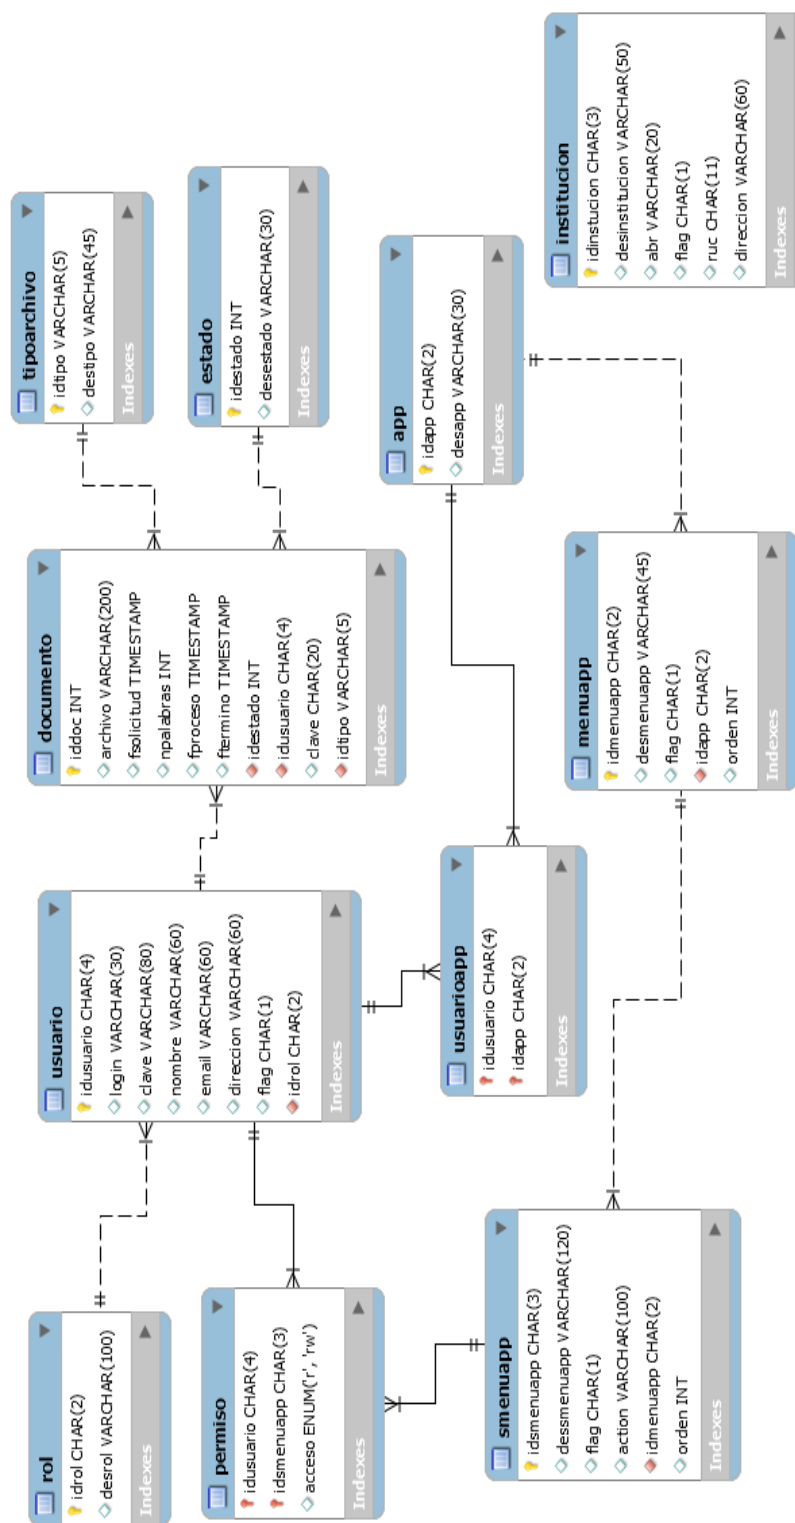 rol
idrol CHAR(2)
desrol VARCHAR(100)
Indexes
usuario
idusuario CHAR(4)
login VARCHAR(30)
clave VARCHAR(80)
nombre VARCHAR(60)
email VARCHAR(60)
direccion VARCHAR(60)
flag CHAR(1)
idrol CHAR(2)
Indexes
documento
iddoc INT
archivo VARCHAR(200)
fsolicitud TIMESTAMP
npalabras INT
fproceso TIMESTAMP
ftermino TIMESTAMP
idestado INT
idusuario CHAR(4)
clave CHAR(20)
idtipo VARCHAR(5)
Indexes
tipoarchivo
idtipo VARCHAR(5)
destipo VARCHAR(45)
Indexes
estado
idestado INT
desestado VARCHAR(30)
Indexes
permiso
idusuario CHAR(4)
idsmenuapp CHAR(3)
acceso ENUM('r', 'rw')
Indexes
usuarioapp
idusuario CHAR(4)
idapp CHAR(2)
Indexes
app
idapp CHAR(2)
desapp VARCHAR(30)
Indexes
smenuapp
idsmenuapp CHAR(3)
dessmenuapp VARCHAR(120)
flag CHAR(1)
action VARCHAR(100)
idmenuapp CHAR(2)
orden INT
Indexes
menuapp
idmenuapp CHAR(2)
desmenuapp VARCHAR(45)
flag CHAR(1)
idapp CHAR(2)
orden INT
Indexes
institucion
idinstucion CHAR(3)
desinstitucion VARCHAR(50)
abr VARCHAR(20)
flag CHAR(1)
ruc CHAR(11)
direccion VARCHAR(60)
Indexes